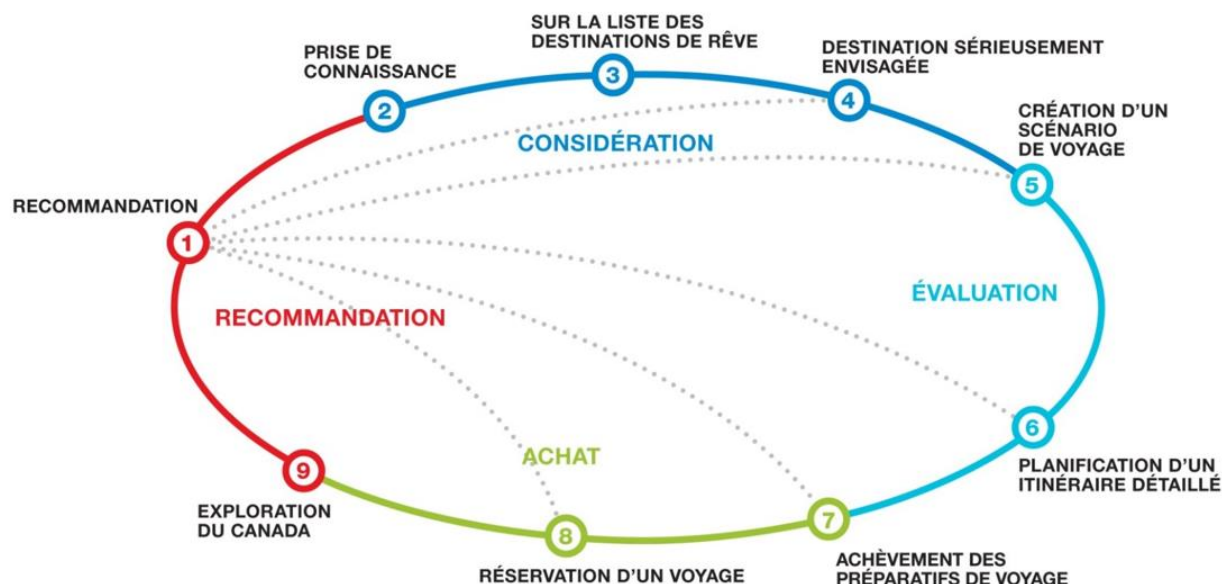 SUR LA LISTE DES
DESTINATIONS DE RÊVE
PRISE DE
CONNAISSANCE
DESTINATION SÉRIEUSEMENT
ENVISAGÉE
3
2
4
CRÉATION D'UN
SCÉNARIO
DE VOYAGE
CONSIDÉRATION
5
RECOMMANDATION
1
ÉVALUATION
RECOMMANDATION
6
ACHAT
PLANIFICATION D'UN
ITINÉRAIRE DÉTAILLÉ
9
EXPLORATION
DU CANADA
7
8
ACHÈVEMENT DES
PRÉPARATIFS DE VOYAGE
RÉSERVATION D'UN VOYAGE